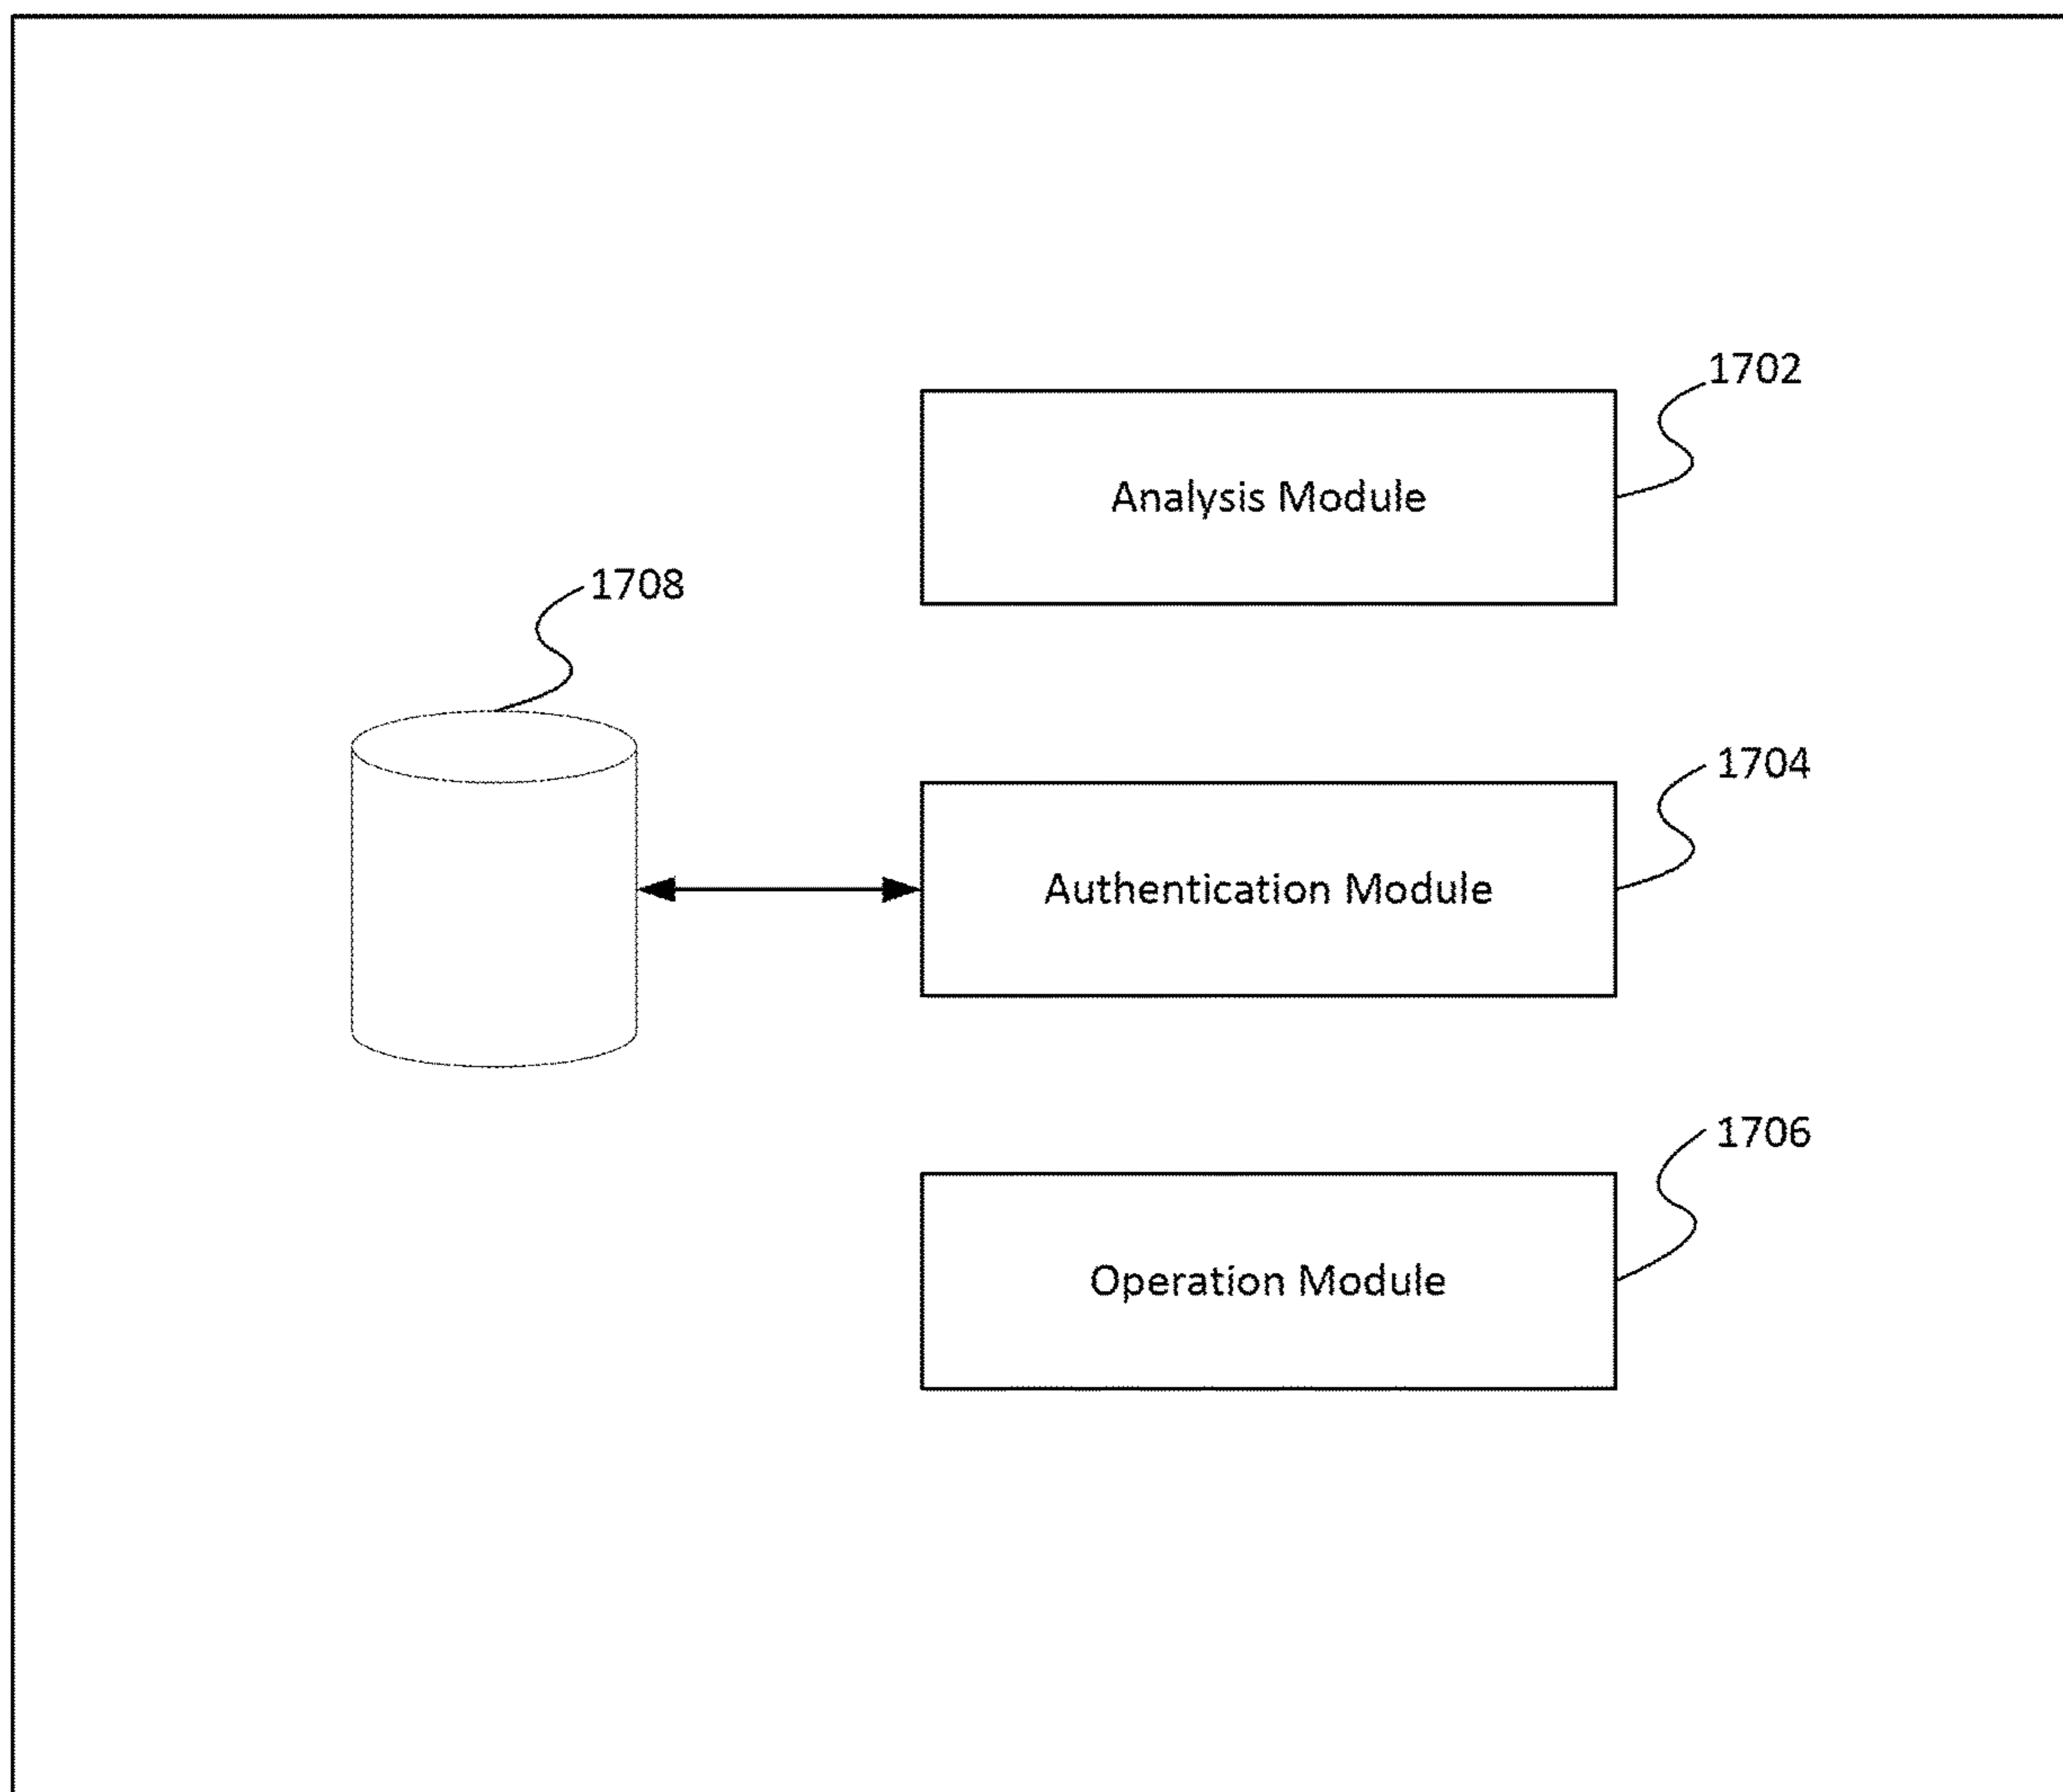 1702
Analysis Module
1708
1704
Authentication Module
1706
Operation Module